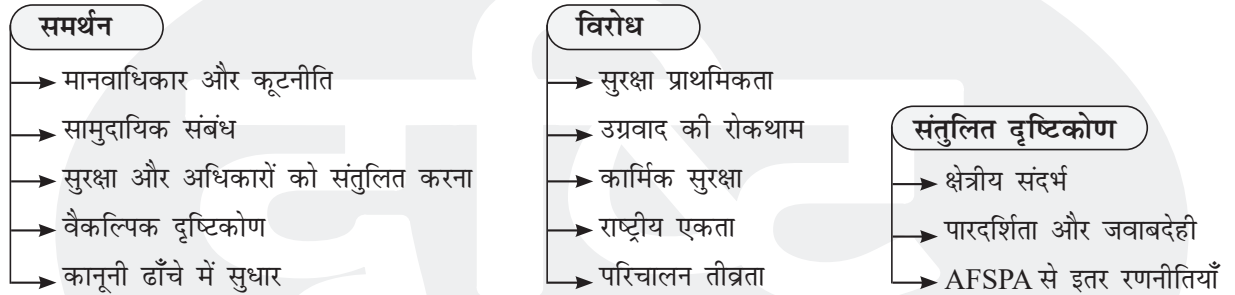 समर्थन
मानवाधिकार और कूटनीति
सामुदायिक संबंध
सुरक्षा और अधिकारों को संतुलित करना
वैकल्पिक दृष्टिकोण
कानूनी ढाँचे में सुधार
विरोध
सुरक्षा प्राथमिकता
उग्रवाद की रोकथाम
कार्मिक सुरक्षा
राष्ट्रीय एकता
परिचालन तीव्रता
संतुलित दृष्टिकोण
क्षेत्रीय संदर्भ
पारदर्शिता और जवाबदेही
AFSPA से इतर रणनीतियाँ